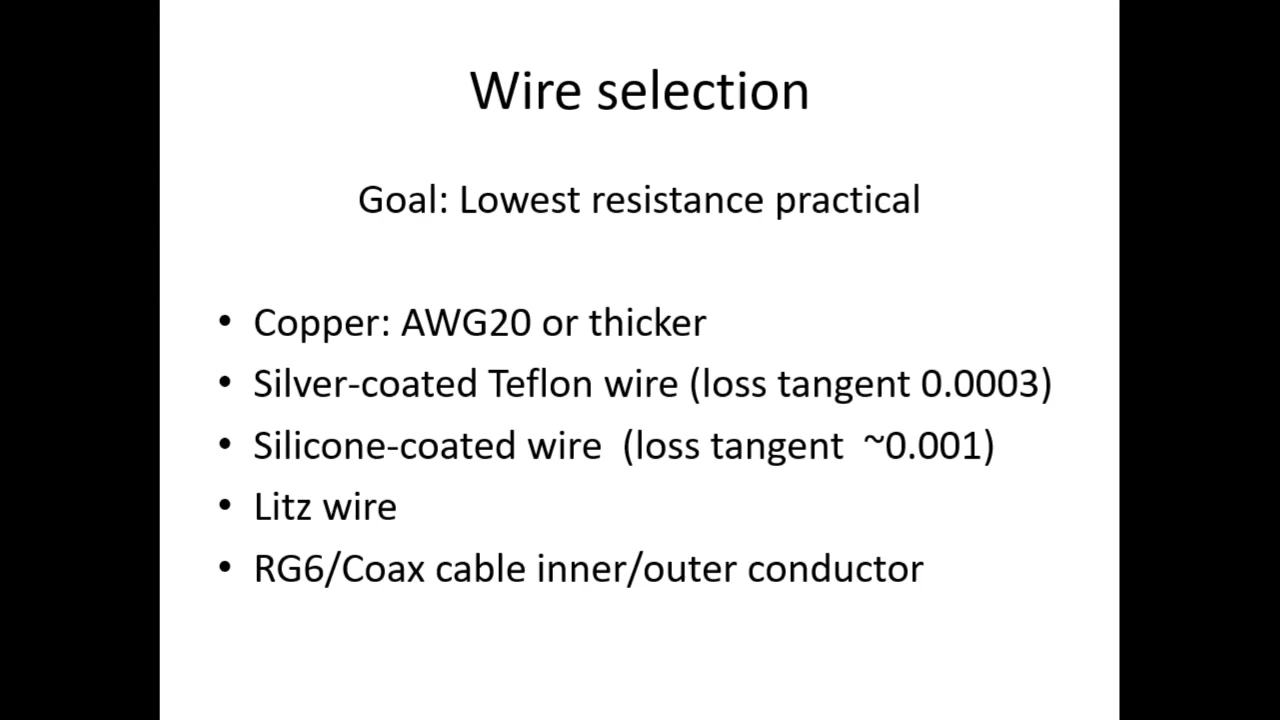 Wire selection
Goal: Lowest resistance practical
• Copper: AWG20 or thicker
• Silver-coated Teflon wire (loss tangent 0.0003)
• Silicone-coated wire  (loss tangent  ~0.001)
• Litz wire
• RG6/Coax cable inner/outer conductor